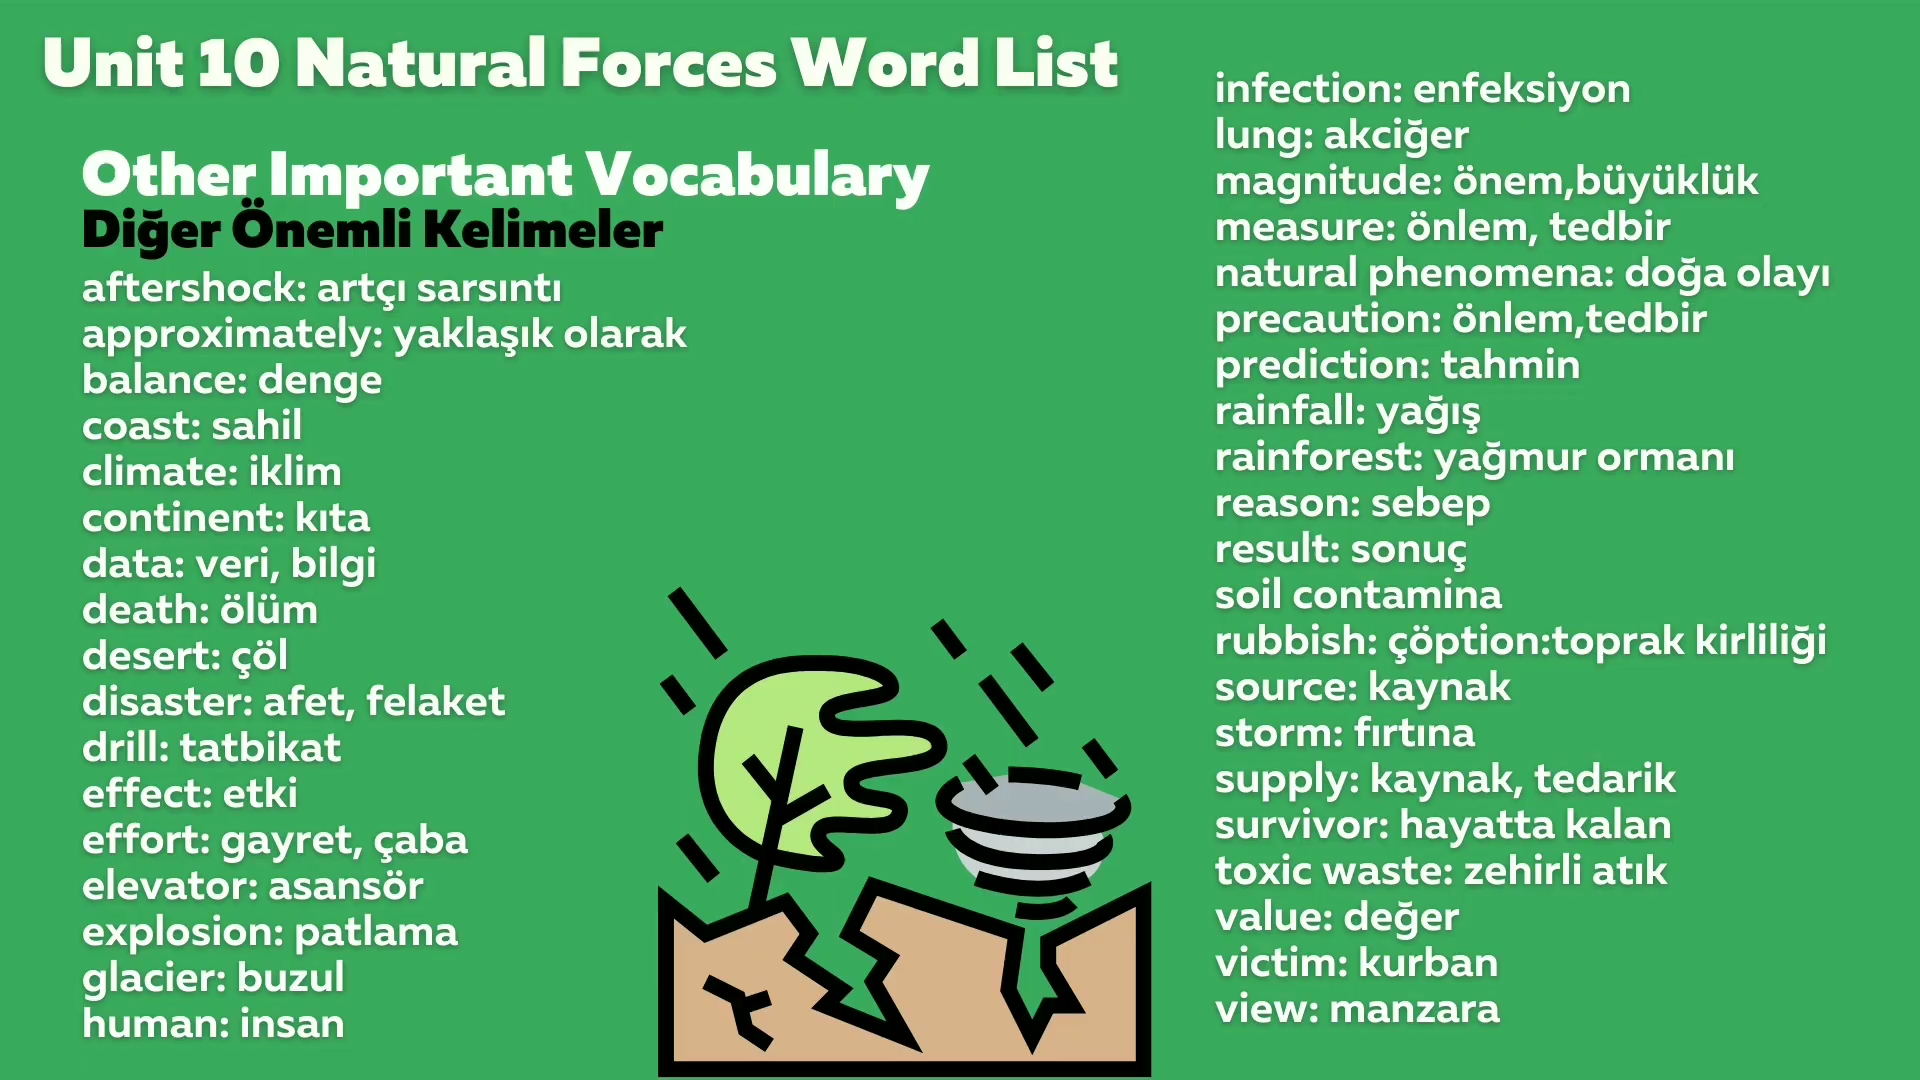 Unit 10 Natural Forces Word List
Other Important Vocabulary
Diğer Önemli Kelimeler
aftershock: artçı sarsıntı
approximately: yaklaşık olarak
balance: denge
coast: sahil
climate: iklim
continent: kıta
data: veri, bilgi
death: ölüm
desert: çöl
disaster: afet, felaket
drill: tatbikat
effect: etki
effort: gayret, çaba
elevator: asansör
explosion: patlama
glacier: buzul
human: insan
infection: enfeksiyon
lung: akciğer
magnitude: önem,büyüklük
measure: önlem, tedbir
natural phenomena: doğa olayı
precaution: önlem,tedbir
prediction: tahmin
rainfall: yağış
rainforest: yağmur ormanı
reason: sebep
result: sonuç
soil contamina
rubbish: çöption:toprak kirliliği
source: kaynak
storm: fırtına
supply: kaynak, tedarik
survivor: hayatta kalan
toxic waste: zehirli atık
value: değer
victim: kurban
view: manzara